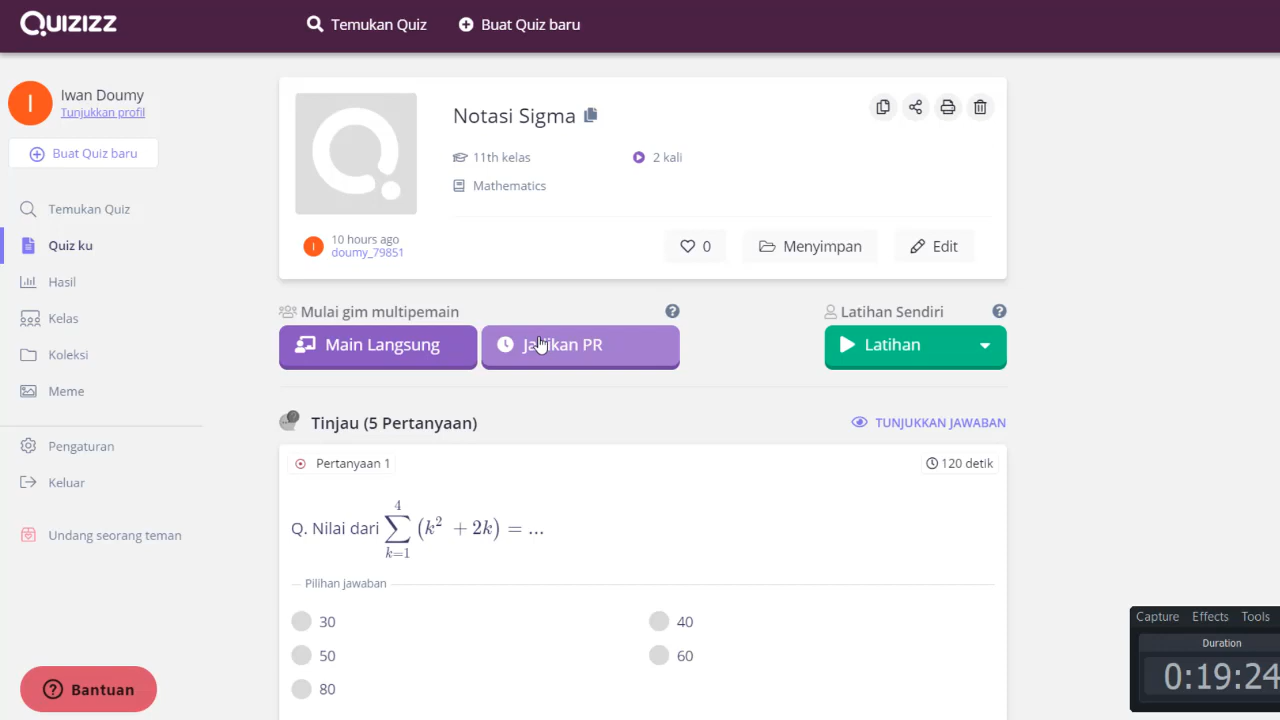 Quizizz
Temukan Quiz
Buat Quiz baru
I
Iwan Doumy
Tunjukkan profil
Buat Quiz baru
Temukan Quiz
Quiz ku
Hasil
Kelas
Koleksi
Meme
Pengaturan
Keluar
Undang seorang teman
Bantuan
Notasi Sigma
11th kelas
2 kali
Mathematics
I
10 hours ago
doumy_79851
0
Menyimpan
Edit
Mulai gim multipemain
Latihan Sendiri
Main Langsung
PR
Latihan
Tinjau (5 Pertanyaan)
TUNJUKKAN JAWABAN
Pertanyaan 1
120 detik
Q. Nilai dari ∑_{k=1}^{4} (k² + 2k) = ...
Pilihan jawaban
30
40
50
60
80
Capture Effects Tools
Duration
0:19:24